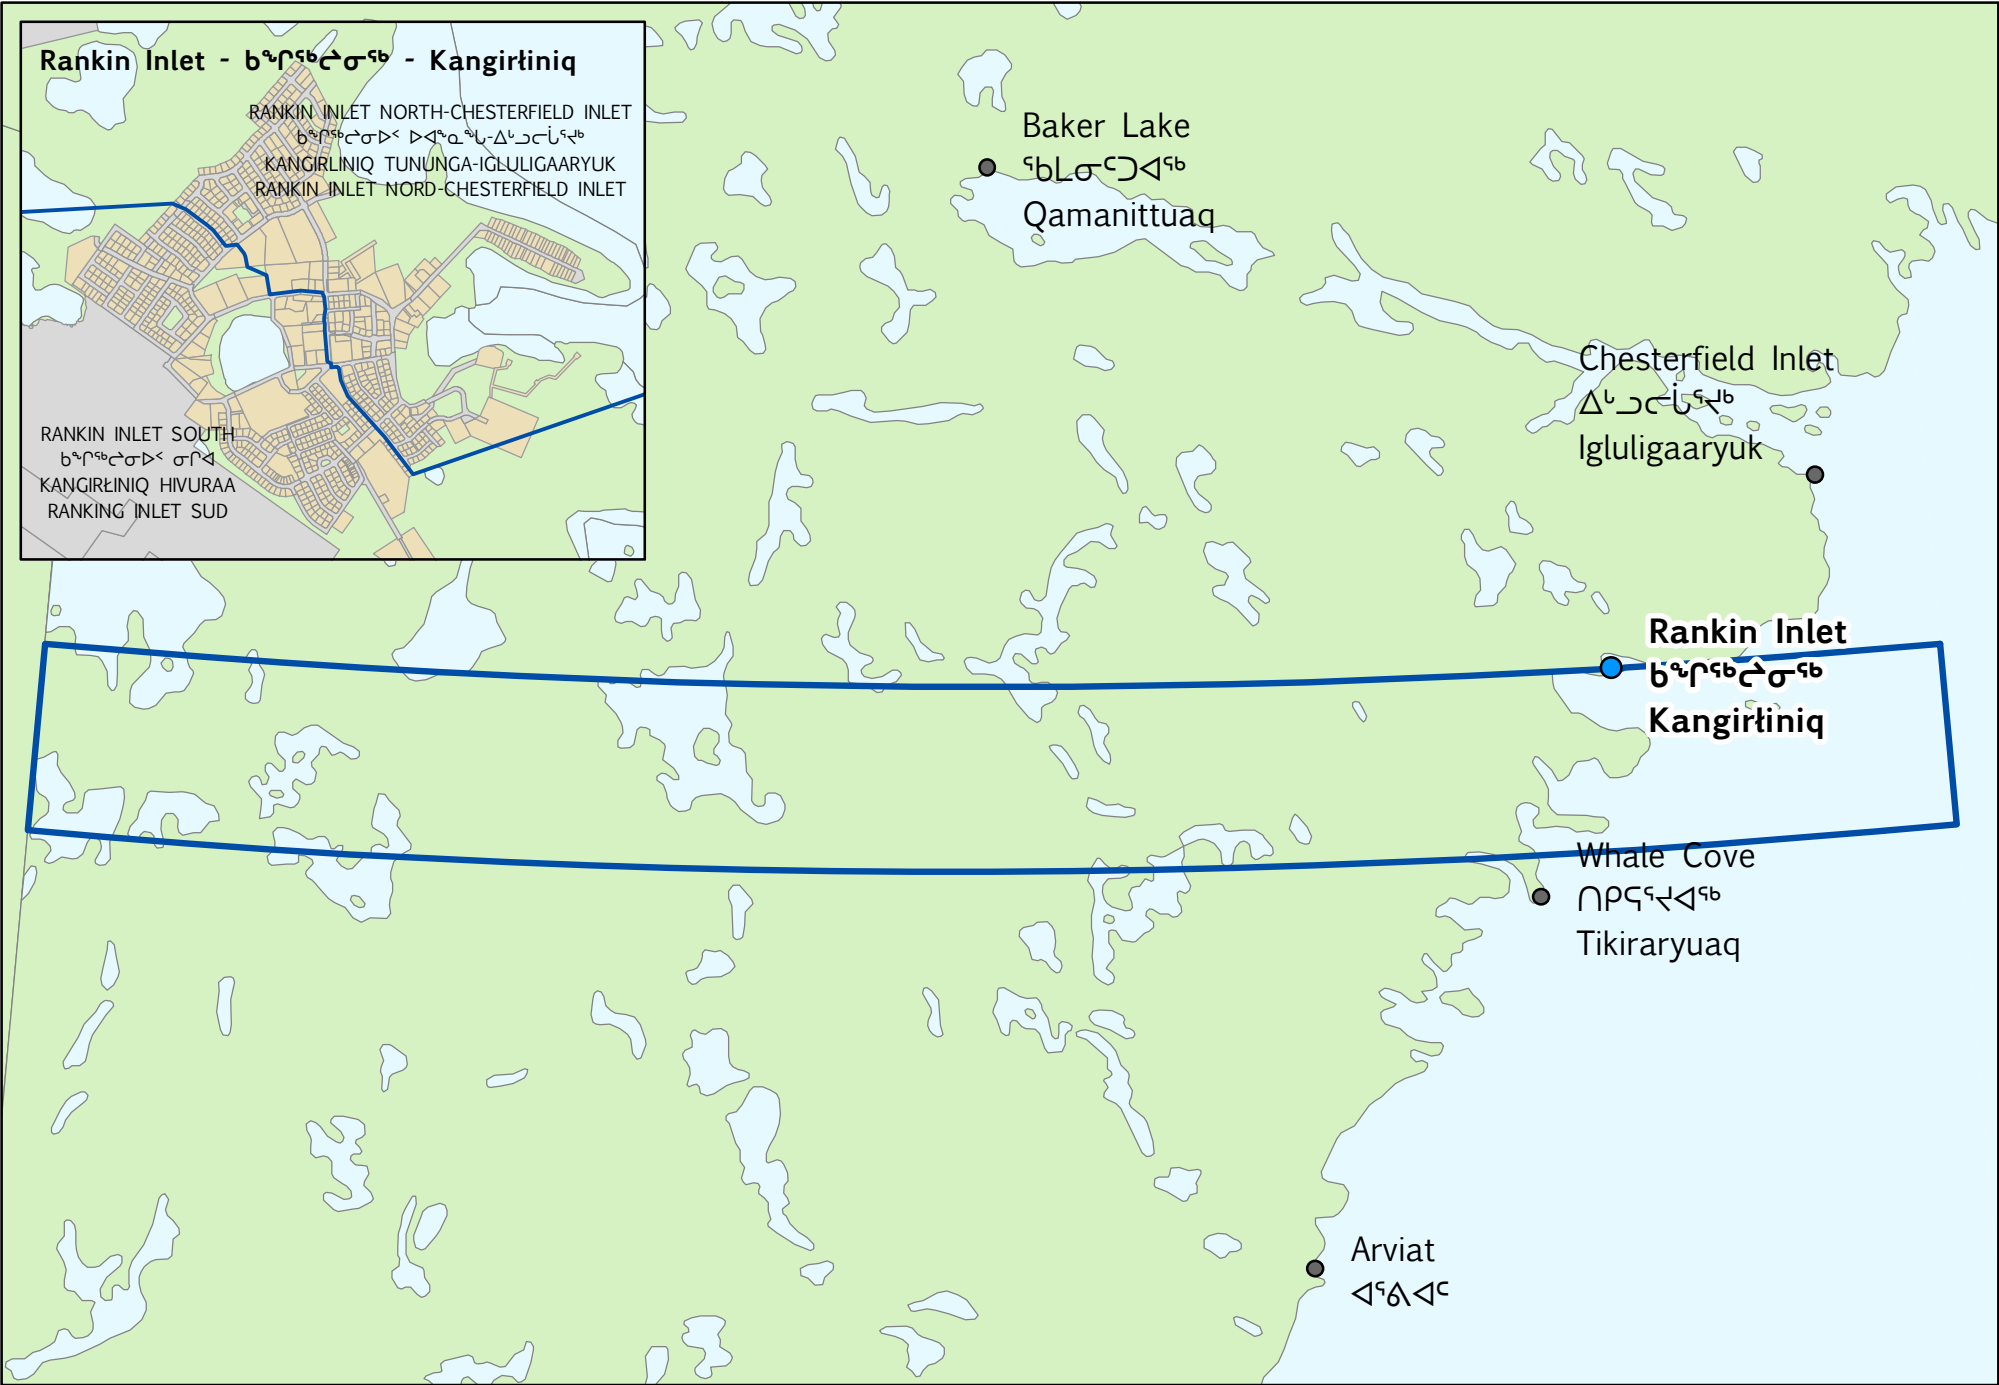 Rankin Inlet - ᑲᖏᖅᖠᓂᖅ - Kangirłiniq
RANKIN INLET NORTH-CHESTERFIELD INLET
ᑲᖏᖅᖠᓂᐅᑉ ᐅᐊᖕᓇᖓ-ᐃᒡᓗᓕᒑᕐᔪᒃ
KANGIRLINIQ TUNUNGA-IGLULIGAARYUK
RANKIN INLET NORD-CHESTERFIELD INLET
RANKIN INLET SOUTH
ᑲᖏᖅᖠᓂᐅᑉ ᓂᒋᐊ
KANGIRŁINIQ HIVURAA
RANKING INLET SUD
Baker Lake
ᖃᒪᓂᑦᑐᐊᖅ
Qamanittuaq
Chesterfield Inlet
ᐃᒡᓗᓕᒑᕐᔪᒃ
Igluligaaryuk
Rankin Inlet
ᑲᖏᖅᖠᓂᖅ
Kangirłiniq
Whale Cove
ᑎᑭᕋᕐᔪᐊᖅ
Tikiraryuaq
Arviat
ᐊᕐᕕᐊᑦ